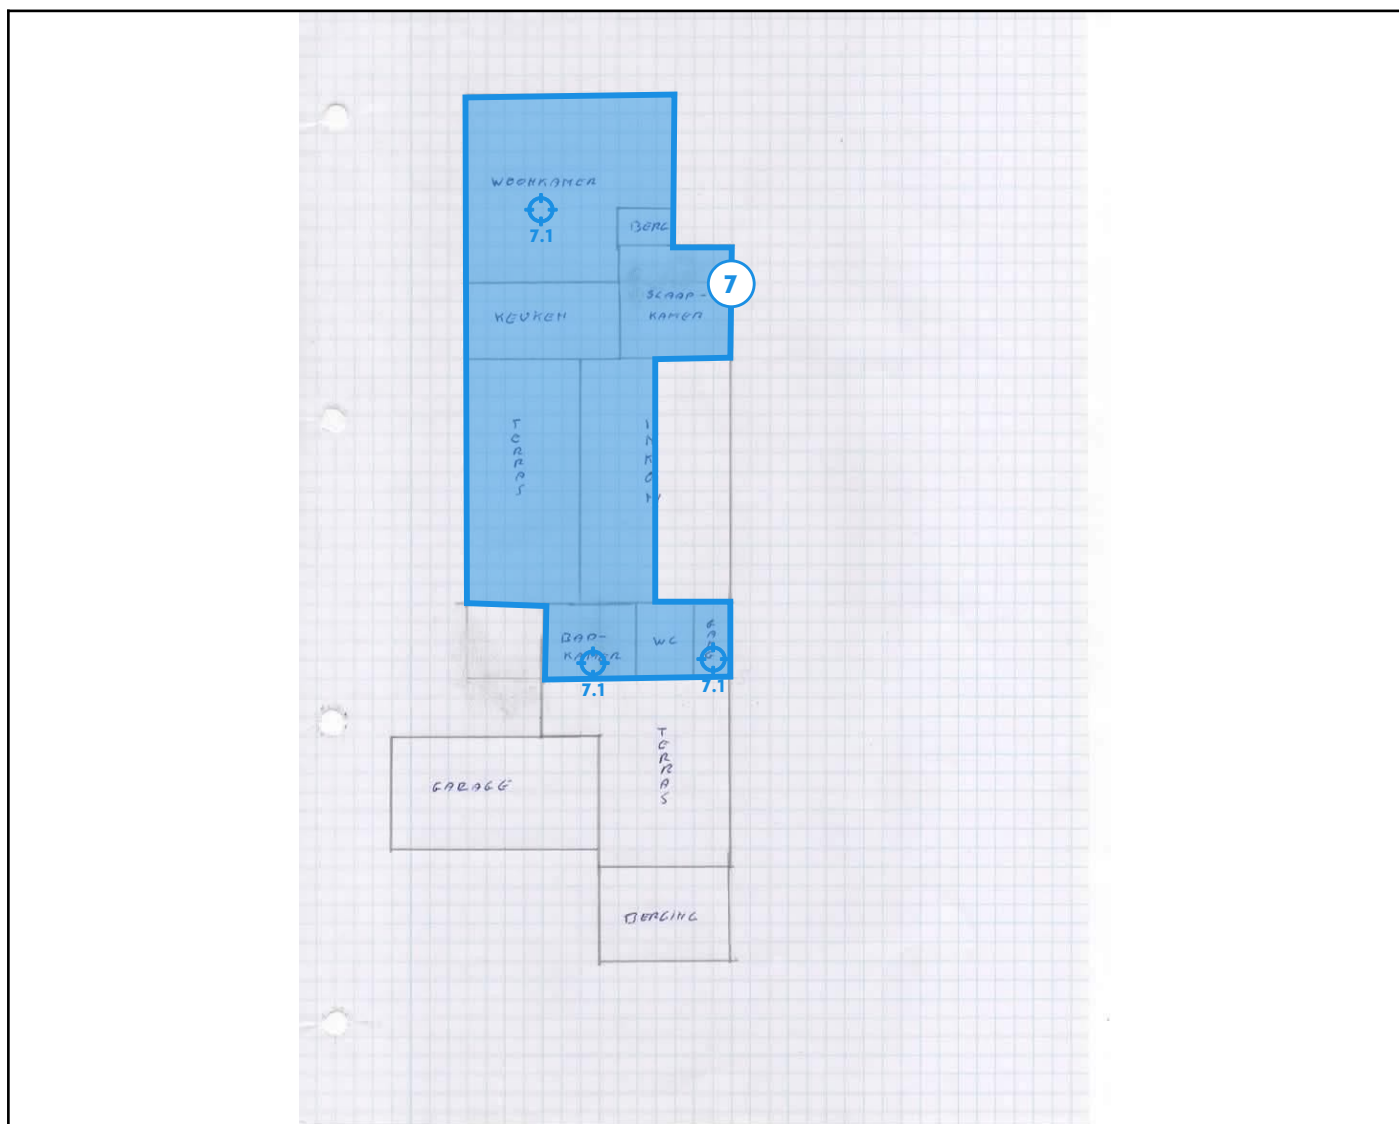 WOONKAMER
7.1
BERG
7
SLAAP-
KAMER
KEUKEN
TERRAS
INKOM
BAD-
KAMER
WC
7.1
7.1
TERRAS
GARAGE
BERGING